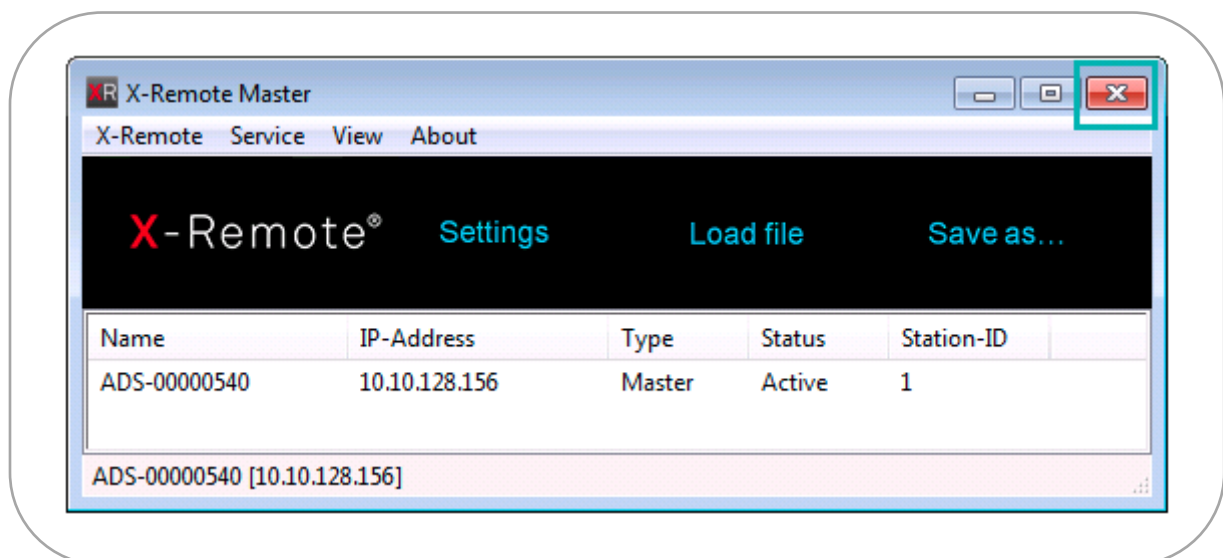 XR X-Remote Master
X-Remote Service View About
X-Remote® Settings Load file Save as...
Name IP-Address Type Status Station-ID
ADS-00000540 10.10.128.156 Master Active 1
ADS-00000540 [10.10.128.156]